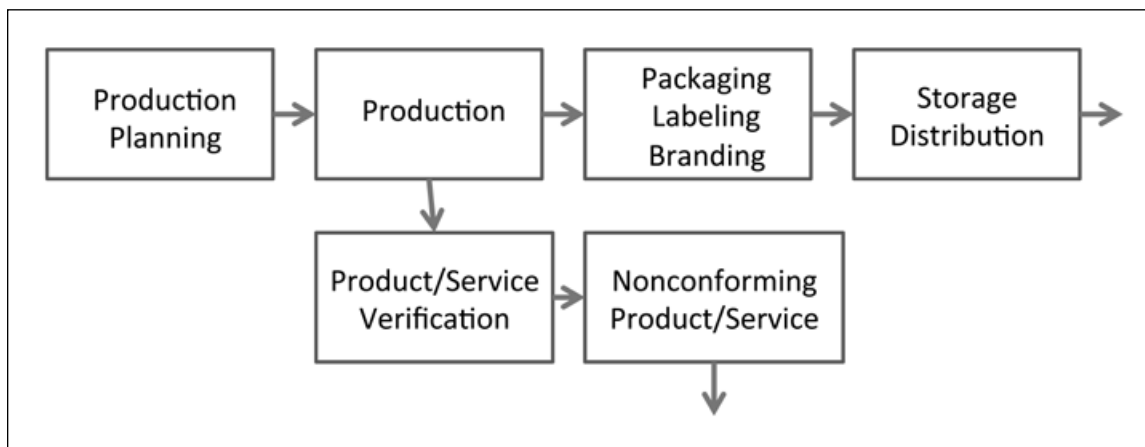 Production
Planning
Production
Packaging
Labeling
Branding
Storage
Distribution
Product/Service
Verification
Nonconforming
Product/Service